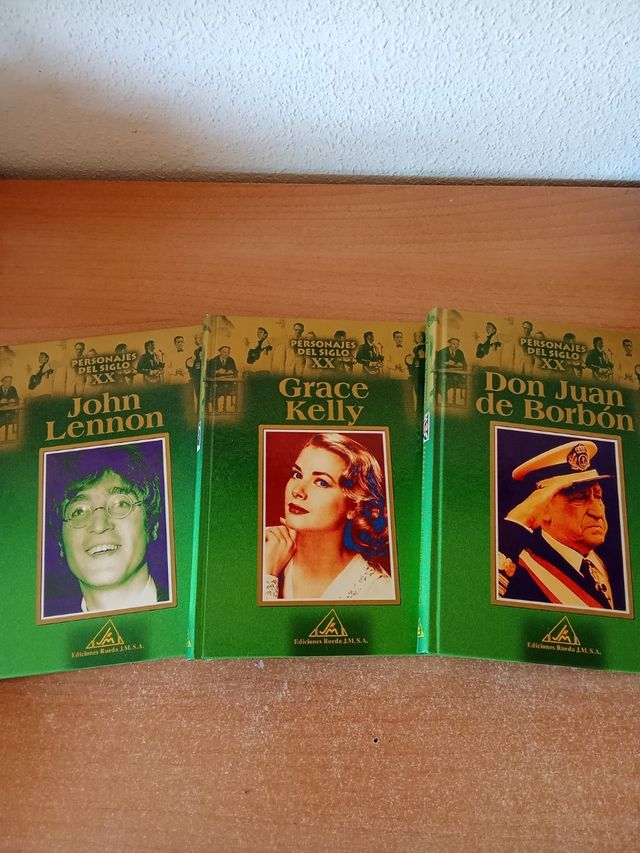 PERSONAJES
DEL SIGLO
XX
John
Lennon
Ediciones Rueda J.M. S.A.
PERSONAJES
DEL SIGLO
XX
Grace
Kelly
Ediciones Rueda J.M. S.A.
PERSONAJES
DEL SIGLO
XX
Don Juan
de Borbón
Ediciones Rueda J.M. S.A.